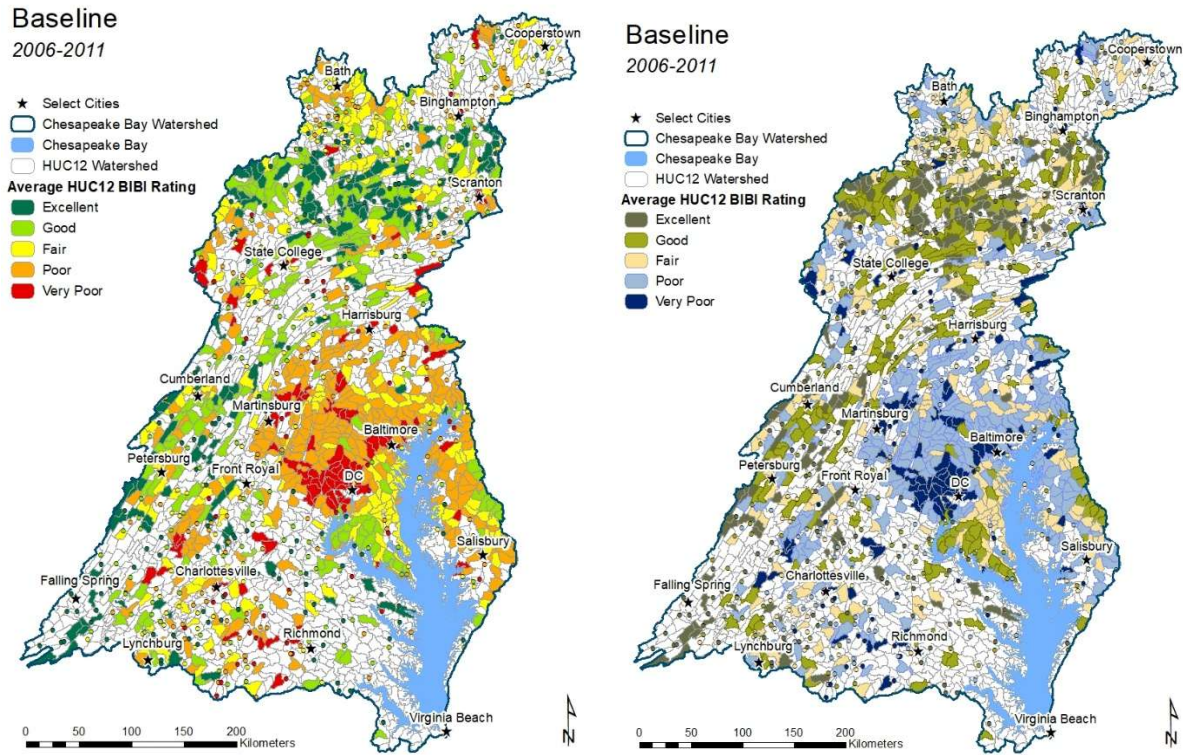 Baseline
2006-2011
★ Select Cities
Chesapeake Bay Watershed
Chesapeake Bay
HUC12 Watershed
Average HUC12 BIBI Rating
Excellent
Good
Fair
Poor
Very Poor
Cooperstown
Bath
Binghampton
Scranton
State College
Harrisburg
Cumberland
Martinsburg
Baltimore
Petersburg
Front Royal
DC
Salisbury
Charlottesville
Falling Spring
Richmond
Lynchburg
Virginia Beach
0 50 100 150 200
Kilometers
N
Baseline
2006-2011
★ Select Cities
Chesapeake Bay Watershed
Chesapeake Bay
HUC12 Watershed
Average HUC12 BIBI Rating
Excellent
Good
Fair
Poor
Very Poor
Cooperstown
Bath
Binghampton
Scranton
State College
Harrisburg
Cumberland
Martinsburg
Baltimore
Petersburg
Front Royal
DC
Salisbury
Charlottesville
Falling Spring
Richmond
Lynchburg
Virginia Beach
0 50 100 150 200
Kilometers
N